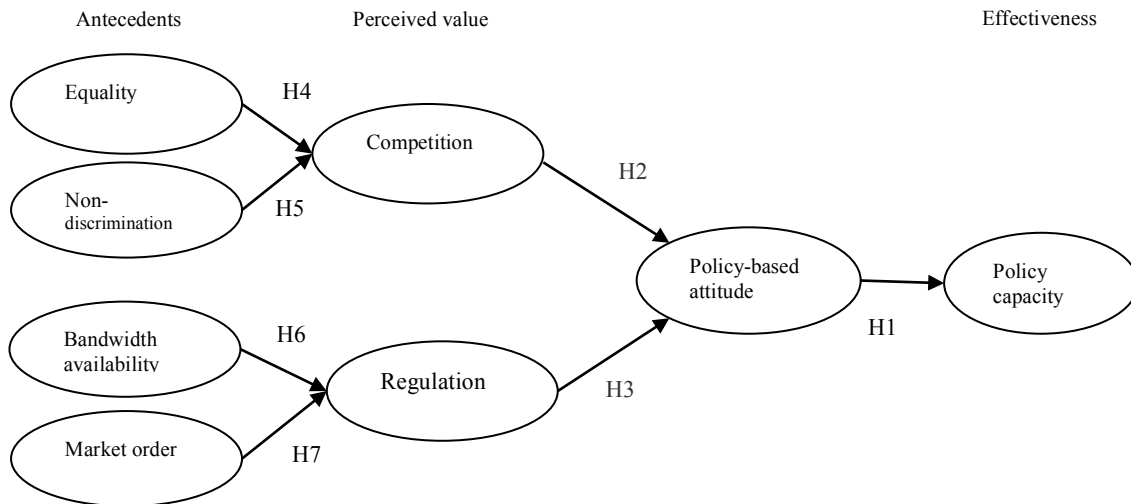 Antecedents
Perceived value
Effectiveness
Equality
H4
Competition
Non-
discrimination
H5
H2
Policy-based
attitude
Policy
capacity
H1
Bandwidth
availability
H6
Regulation
H3
Market order
H7